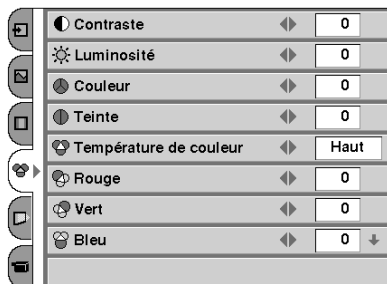 Contraste 0
Luminosité 0
Couleur 0
Teinte 0
Température de couleur Haut
Rouge 0
Vert 0
Bleu 0